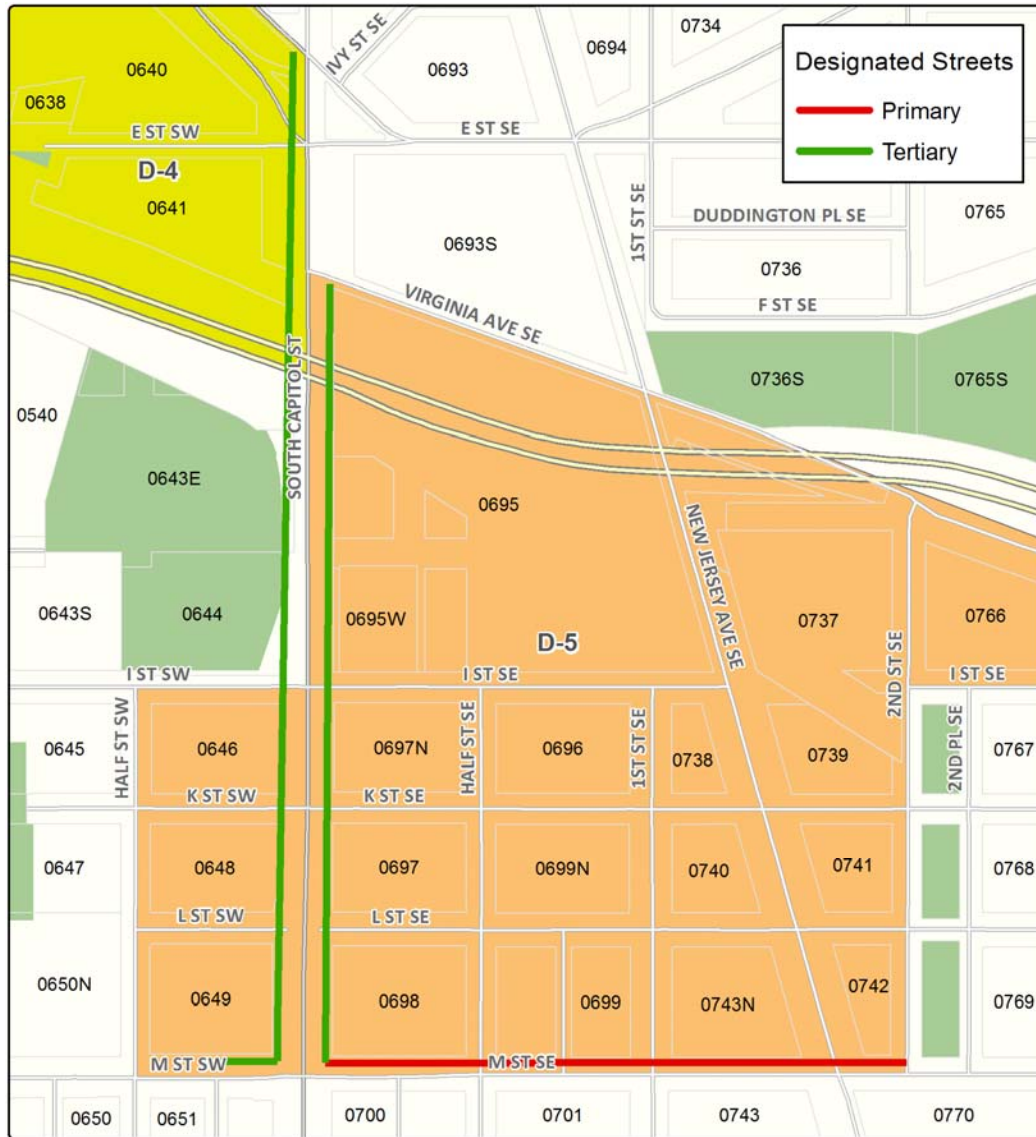 0734
0694
IVY ST SE
0693
0640
0638
Designated Streets
Primary
Tertiary
E ST SW
E ST SE
D-4
0641
1ST ST SE
DUDDINGTON PL SE
0765
0693S
0736
F ST SE
VIRGINIA AVE SE
SOUTH CAPITOL ST
0736S
0765S
0540
0643E
0695
NEW JERSEY AVE SE
0643S
0644
0695W
D-5
0737
0766
2ND ST SE
I ST SW
I ST SE
I ST SE
HALF ST SW
HALF ST SE
1ST ST SE
2ND PL SE
0645
0646
0697N
0696
0738
0739
0767
K ST SW
K ST SE
0647
0648
0697
0699N
0740
0741
0768
L ST SW
L ST SE
0650N
0649
0698
0699
0743N
0742
0769
M ST SW
M ST SE
0650
0651
0700
0701
0743
0770